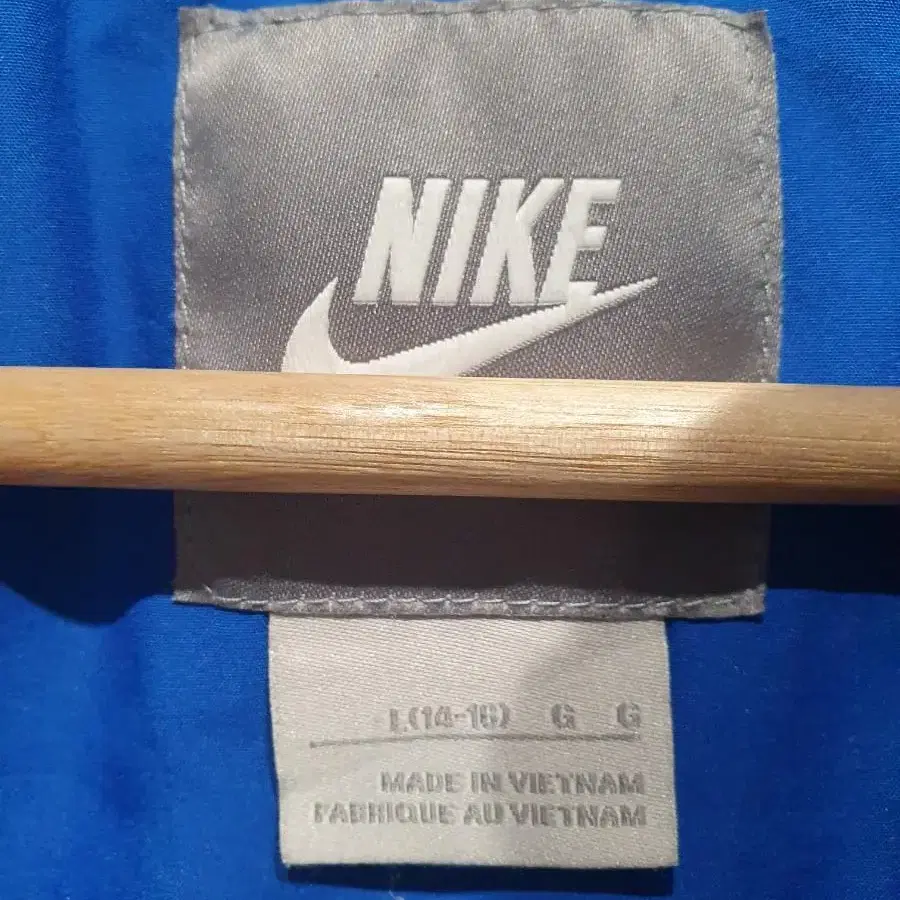 NIKE
L(14-16) G G
MADE IN VIETNAM
FABRIQUE AU VIETNAM